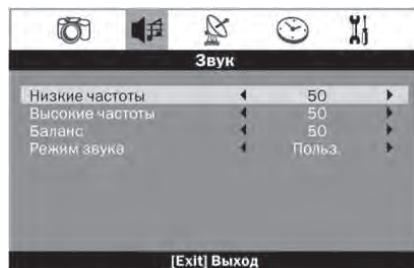 Звук
Низкие частоты 50
Высокие частоты 50
Баланс 50
Режим звука Польз.
[Exit] Выход